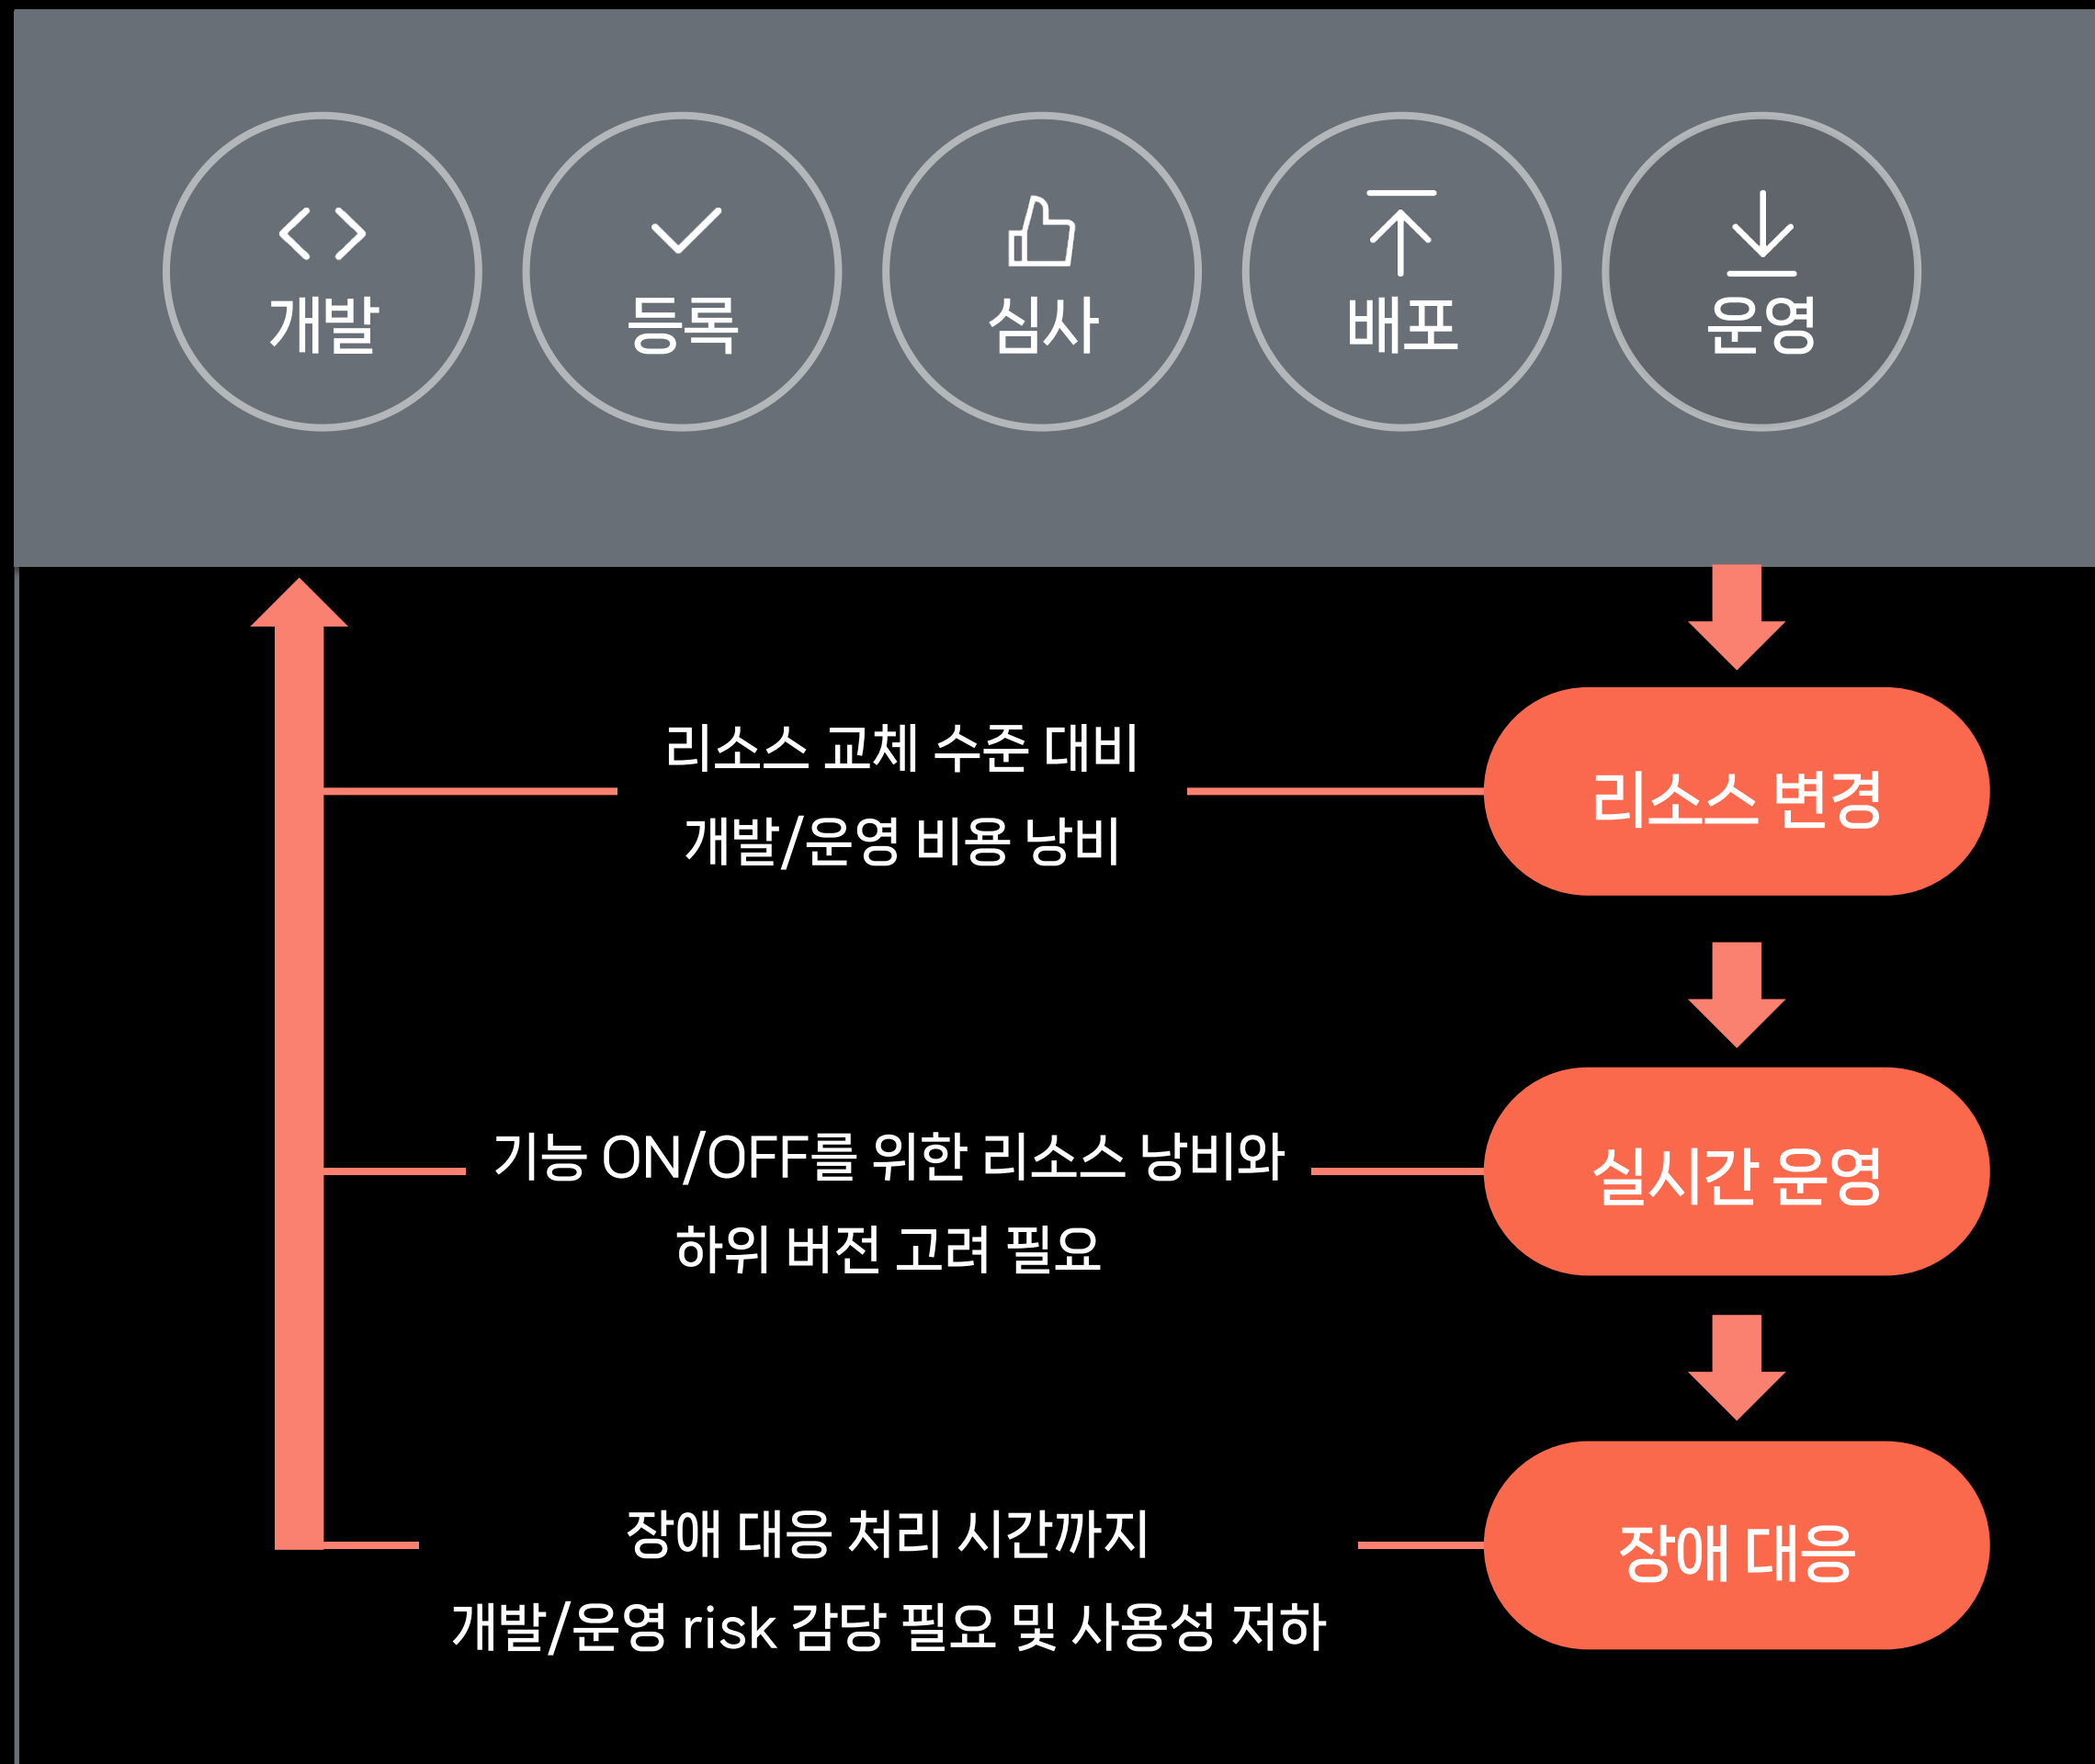 개발
등록
심사
배포
운영
리소스 교체 수준 대비
개발/운영 비용 낭비
리소스 변경
기능 ON/OFF를 위한 리소스 낭비와
하위 버전 고려 필요
실시간 운영
장애 대응 처리 시간까지
개발/운영 risk 감당 필요 및 사용성 저하
장애 대응